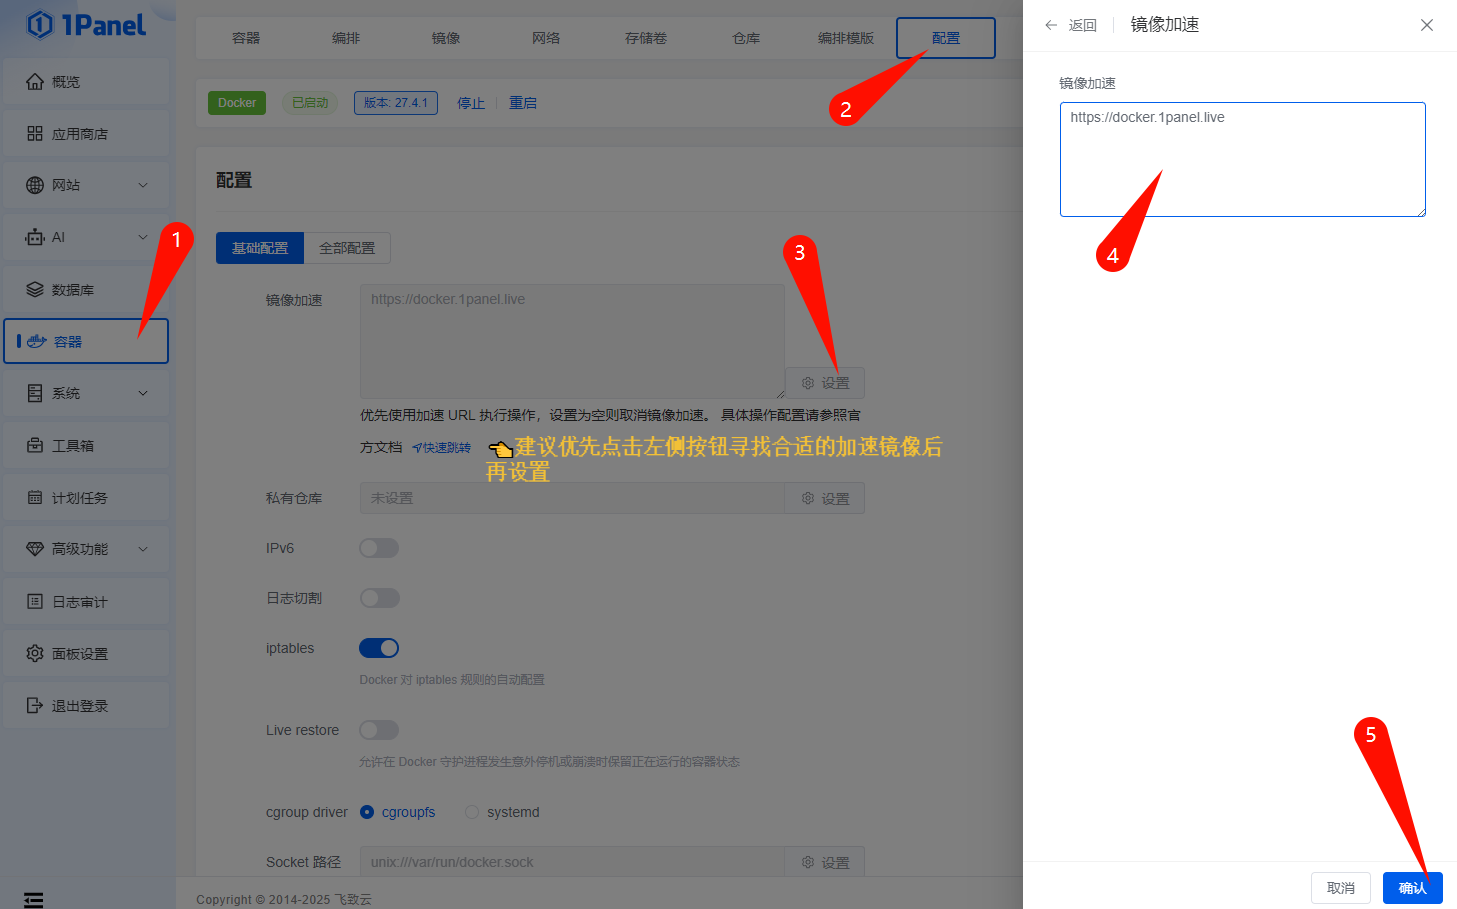 1Panel
概览
应用商店
网站
AI
数据库
容器
系统
工具箱
计划任务
高级功能
日志审计
面板设置
退出登录
容器 编排 镜像 网络 存储卷 仓库 编排模版 配置
Docker 已启动 版本: 27.4.1 停止 重启
配置
基础配置 全部配置
镜像加速 https://docker.1panel.live
设置
优先使用加速 URL 执行操作，设置为空则取消镜像加速。 具体操作配置请参照官
方文档 快速跳转
建议优先点击左侧按钮寻找合适的加速镜像后
再设置
私有仓库 未设置 设置
IPv6
日志切割
iptables
Docker 对 iptables 规则的自动配置
Live restore
允许在 Docker 守护进程发生意外停机或崩溃时保留正在运行的容器状态
cgroup driver cgroupfs systemd
Socket 路径 unix:///var/run/docker.sock 设置
Copyright © 2014-2025 飞致云
返回 镜像加速
镜像加速
https://docker.1panel.live
取消 确认
1
2
3
4
5